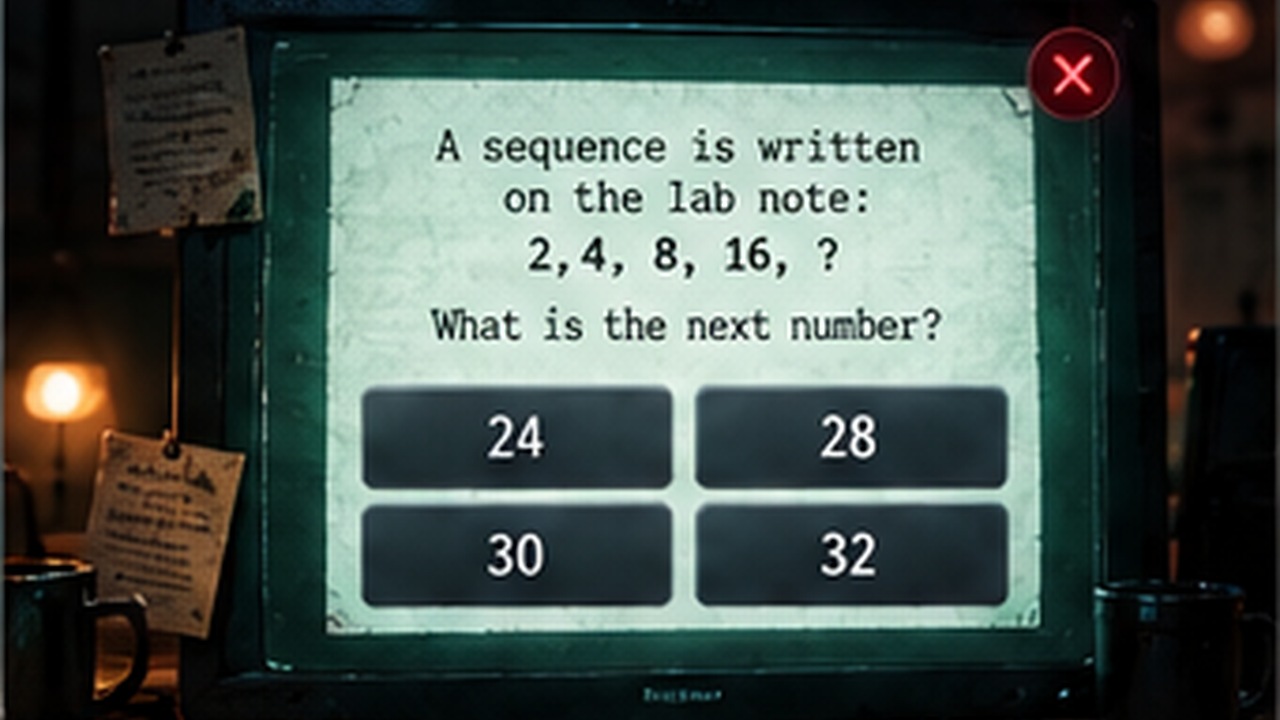 A sequence is written
on the lab note:
2,4, 8, 16, ?
What is the next number?
24
28
30
32